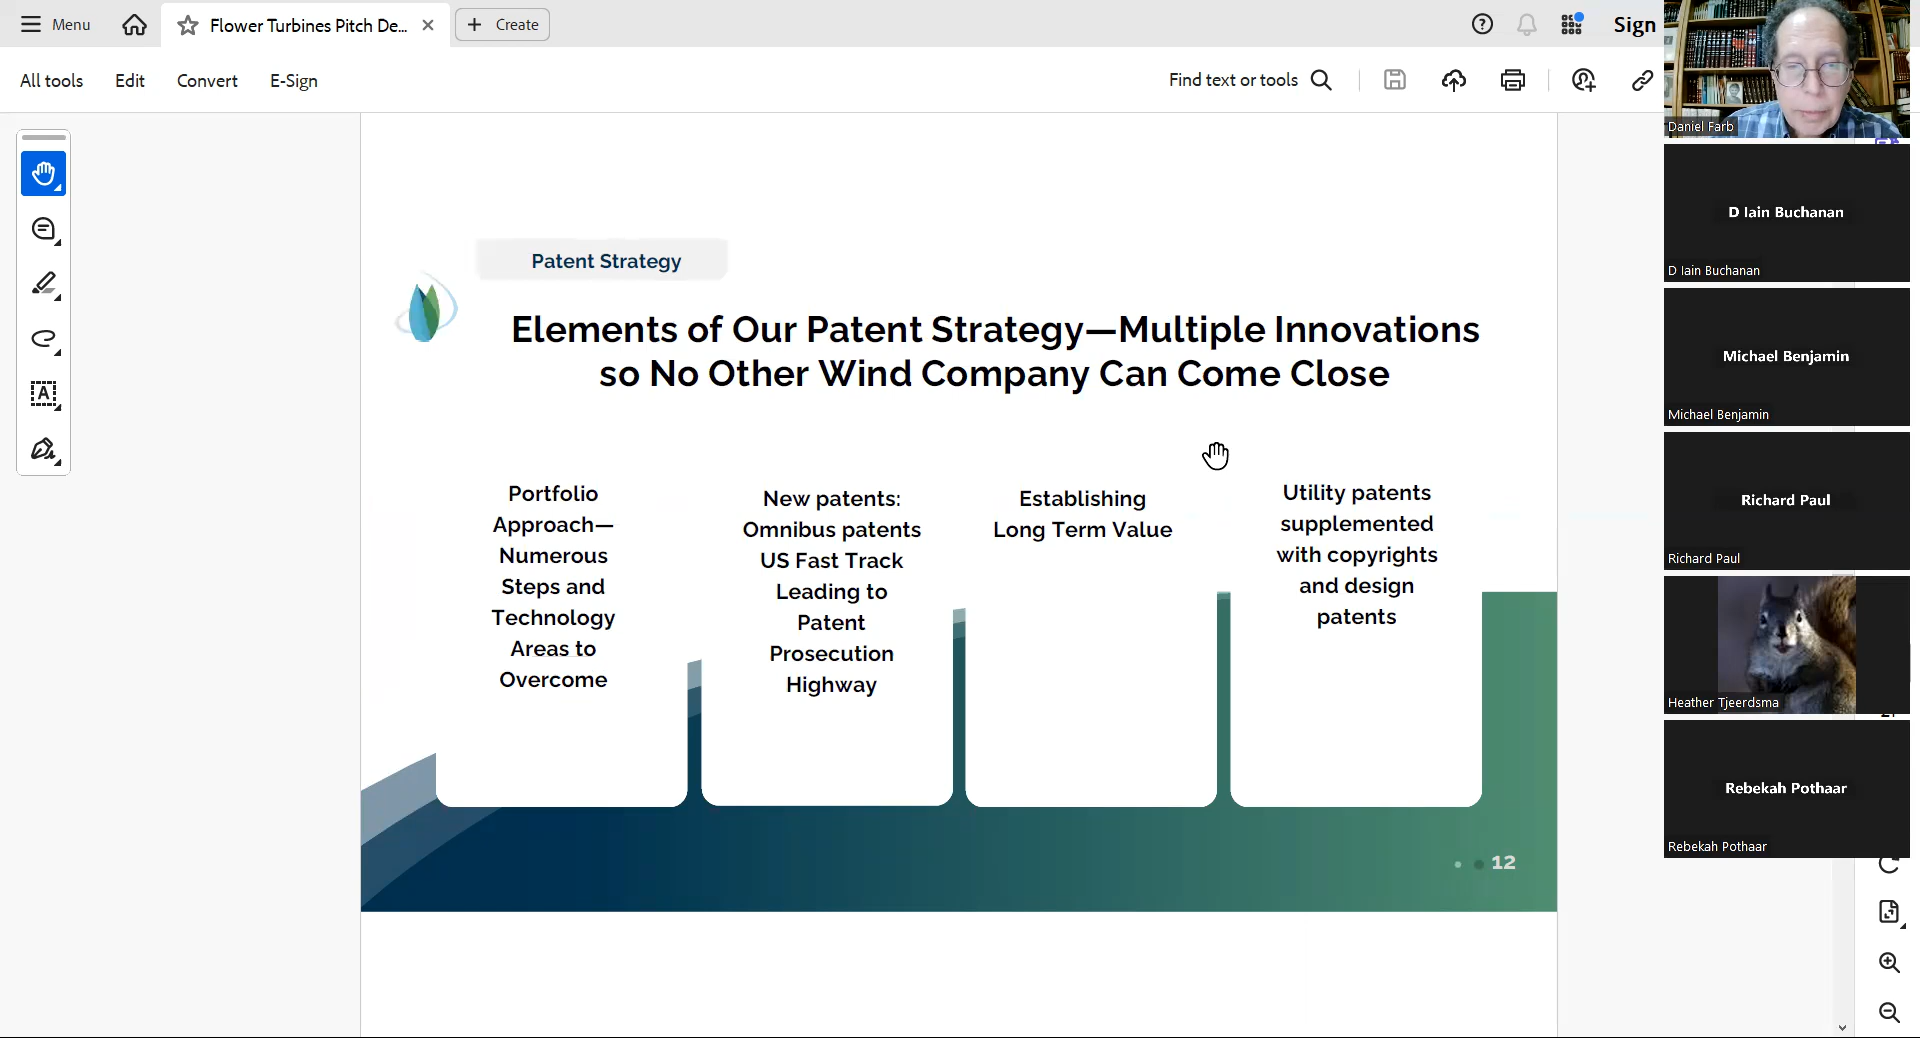 Menu
Flower Turbines Pitch De...
Create
Sign
All tools
Edit
Convert
E-Sign
Find text or tools
Patent Strategy
Elements of Our Patent Strategy—Multiple Innovations
so No Other Wind Company Can Come Close
Portfolio
Approach—
Numerous
Steps and
Technology
Areas to
Overcome
New patents:
Omnibus patents
US Fast Track
Leading to
Patent
Prosecution
Highway
Establishing
Long Term Value
Utility patents
supplemented
with copyrights
and design
patents
12
Daniel Farb
D Iain Buchanan
D Iain Buchanan
Michael Benjamin
Michael Benjamin
Richard Paul
Richard Paul
Heather Tjeerdsma
Rebekah Pothaar
Rebekah Pothaar